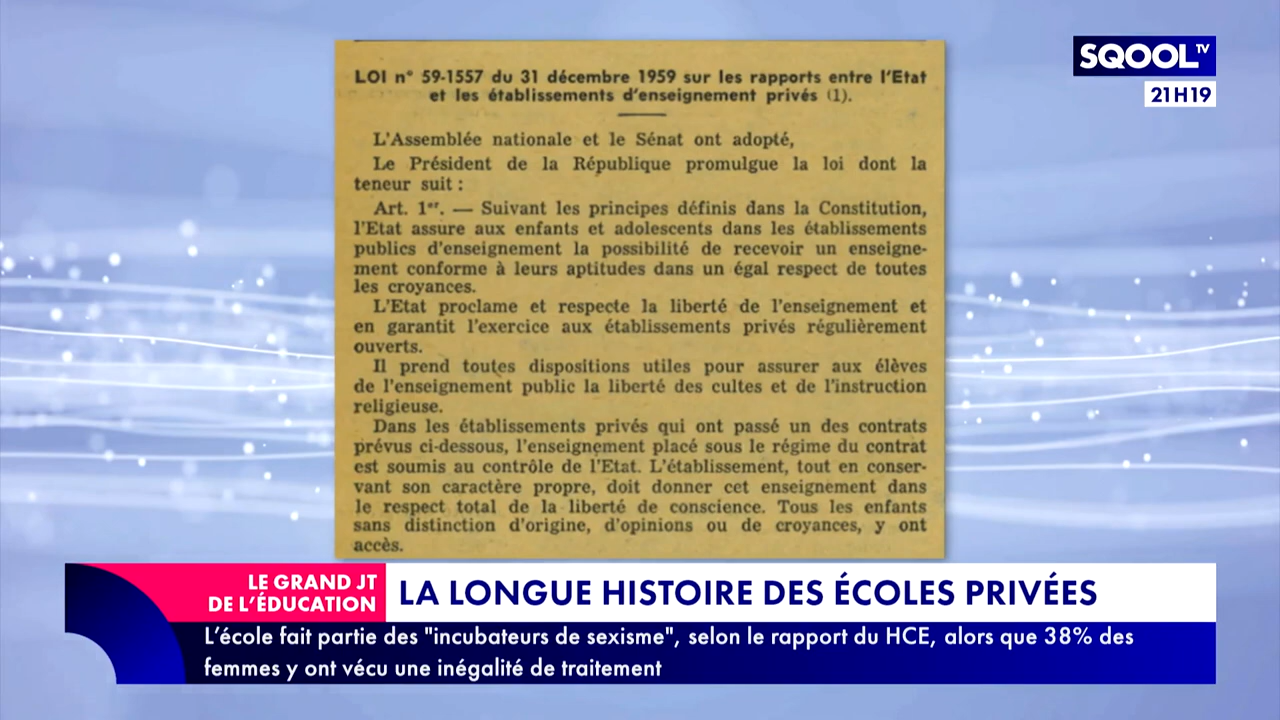 SQOOL TV
21H19
LOI n° 59-1557 du 31 décembre 1959 sur les rapports entre l'Etat
et les établissements d'enseignement privés (1).
L'Assemblée nationale et le Sénat ont adopté,
Le Président de la République promulgue la loi dont la
teneur suit :
Art. 1er. — Suivant les principes définis dans la Constitution,
l'Etat assure aux enfants et adolescents dans les établissements
publics d'enseignement la possibilité de recevoir un enseigne-
ment conforme à leurs aptitudes dans un égal respect de toutes
les croyances.
L'Etat proclame et respecte la liberté de l'enseignement et
en garantit l'exercice aux établissements privés régulièrement
ouverts.
Il prend toutes dispositions utiles pour assurer aux élèves
de l'enseignement public la liberté des cultes et de l'instruction
religieuse.
Dans les établissements privés qui ont passé un des contrats
prévus ci-dessous, l'enseignement placé sous le régime du contrat
est soumis au contrôle de l'Etat. L'établissement, tout en conser-
vant son caractère propre, doit donner cet enseignement dans
le respect total de la liberté de conscience. Tous les enfants
sans distinction d'origine, d'opinions ou de croyances, y ont
accès.
LE GRAND JT
DE L'ÉDUCATION
LA LONGUE HISTOIRE DES ÉCOLES PRIVÉES
L'école fait partie des "incubateurs de sexisme", selon le rapport du HCE, alors que 38% des
femmes y ont vécu une inégalité de traitement